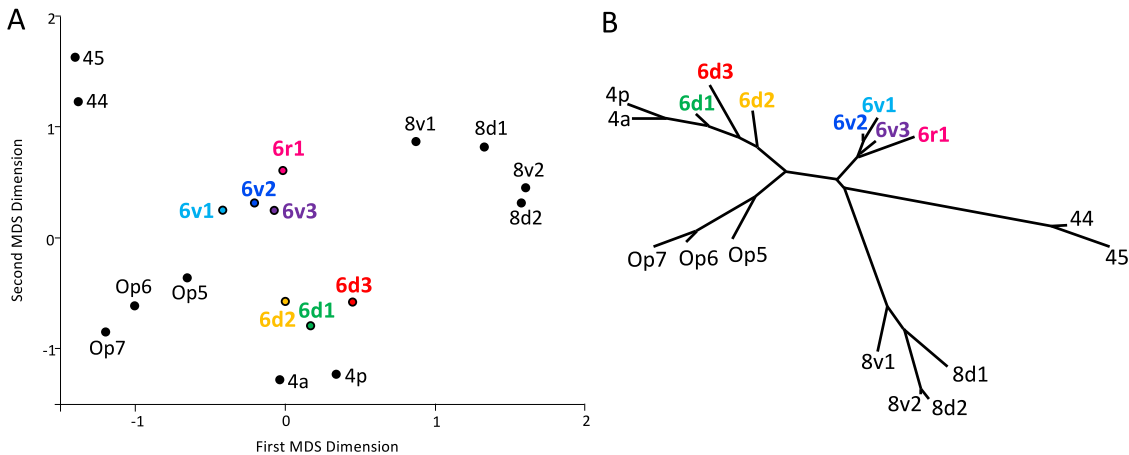 A
2
1
0
-1
Second MDS Dimension
45
44
8v1
8d1
8v2
8d2
6r1
6v1
6v2
6v3
Op6
Op5
Op7
6d3
6d2
6d1
4a
4p
-1
0
1
2
First MDS Dimension
B
6d3
4p
6d1
6d2
4a
6v1
6v2
6v3
6r1
44
45
Op7
Op6
Op5
8v1
8d1
8v2
8d2